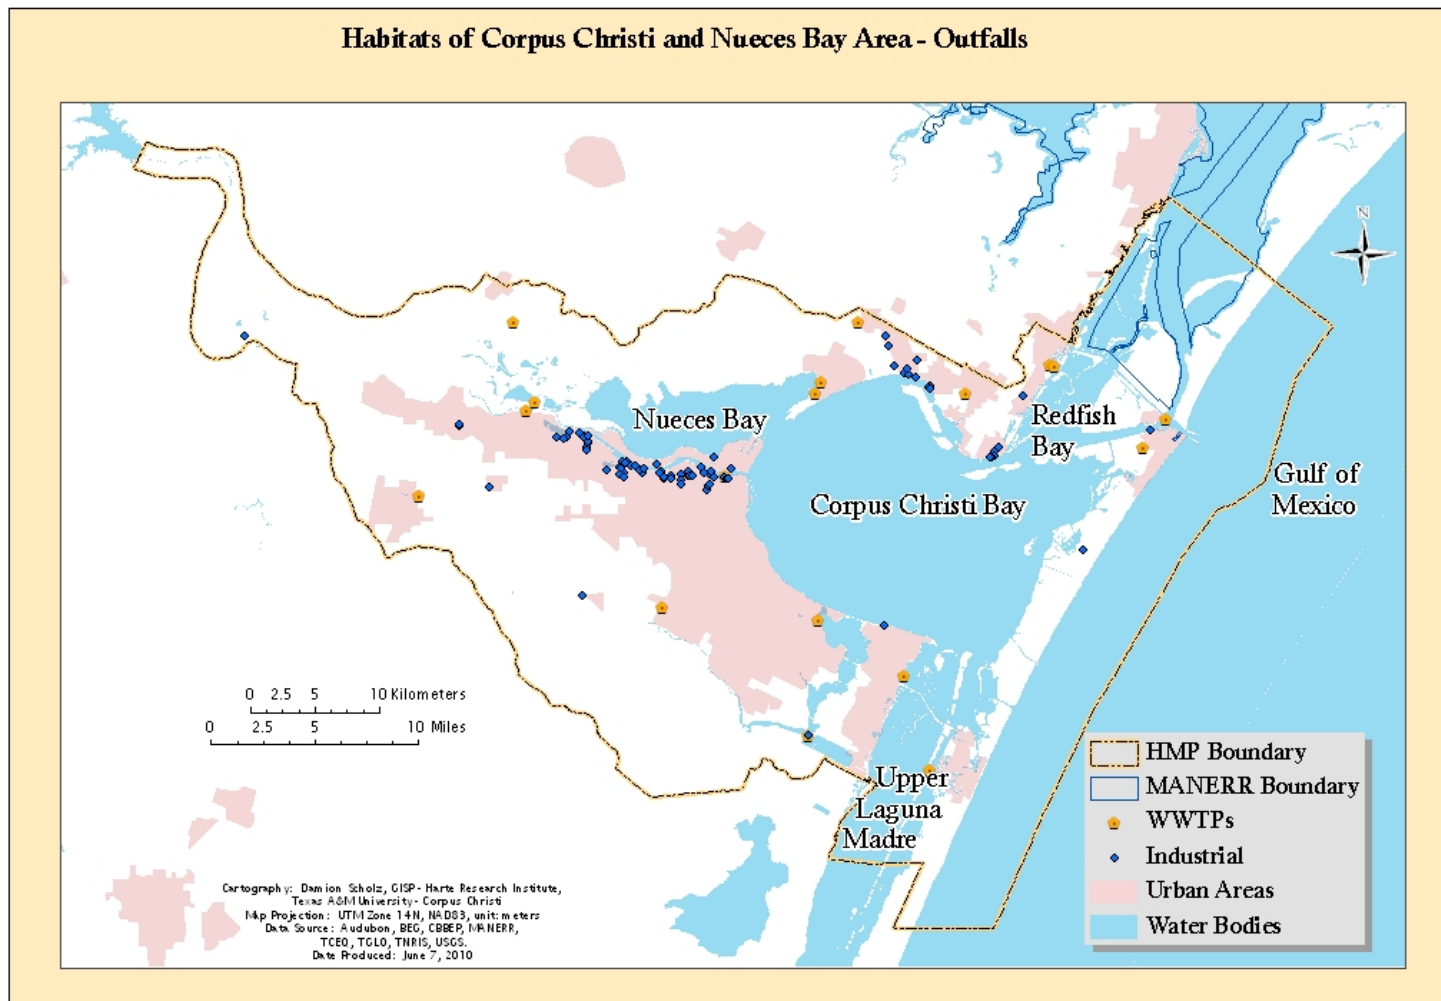 Habitats of Corpus Christi and Nueces Bay Area - Outfalls
N
Nueces Bay
Redfish
Bay
Gulf of
Mexico
Corpus Christi Bay
0 2.5 5 10 Kilometers
0 2.5 5 10 Miles
Upper
Laguna
Madre
HMP Boundary
MANERR Boundary
WWTPs
Industrial
Urban Areas
Water Bodies
Cartography: Damion Scholz, GISP- Harte Research Institute,
Texas A&M University- Corpus Christi
Map Projection: UTM Zone 14N, NAD83, unit: meters
Data Source: Audubon, BEG, CBBEP, MANERR,
TCEQ, TGLO, TNRIS, USGS.
Date Produced: June 7, 2010